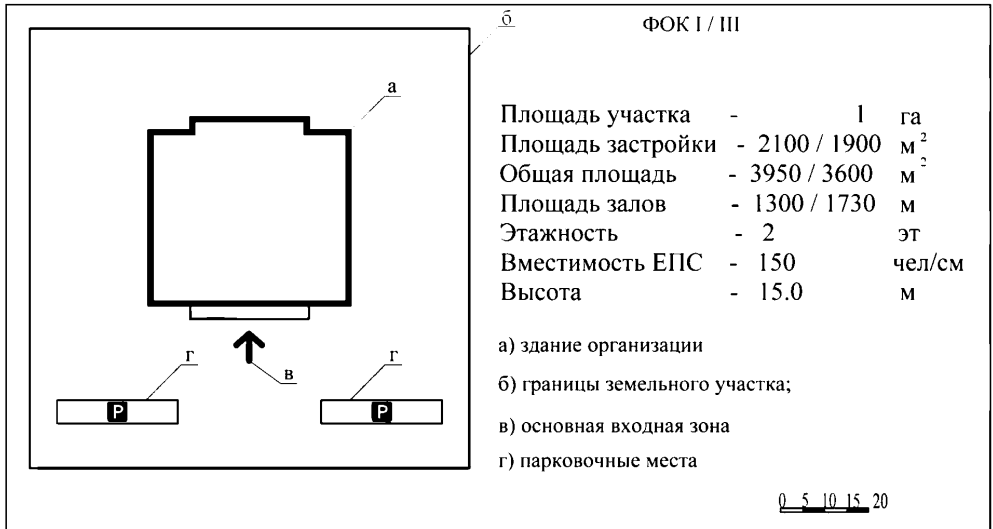 б
ФОК I / III
а
Площадь участка - 1 га
Площадь застройки - 2100 / 1900 м²
Общая площадь - 3950 / 3600 м²
Площадь залов - 1300 / 1730 м
Этажность - 2 эт
Вместимость ЕПС - 150 чел/см
Высота - 15.0 м
а) здание организации
г
в
г
б) границы земельного участка;
P
P
в) основная входная зона
г) парковочные места
0 5 10 15 20